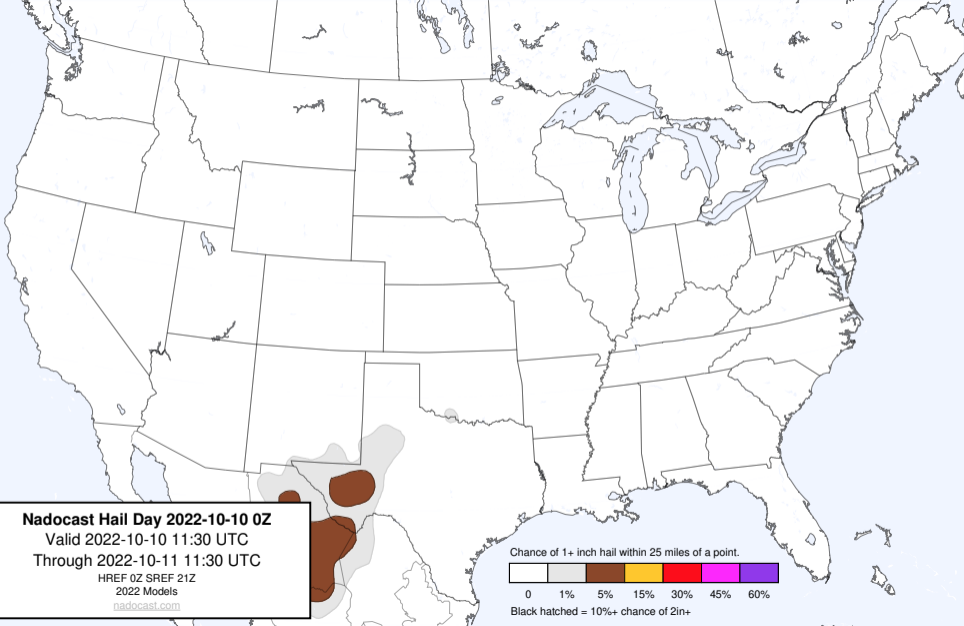 Nadocast Hail Day 2022-10-10 0Z
Valid 2022-10-10 11:30 UTC
Through 2022-10-11 11:30 UTC
HREF 0Z SREF 21Z
2022 Models
nadocast.com
Chance of 1+ inch hail within 25 miles of a point.
0 1% 5% 15% 30% 45% 60%
Black hatched = 10%+ chance of 2in+